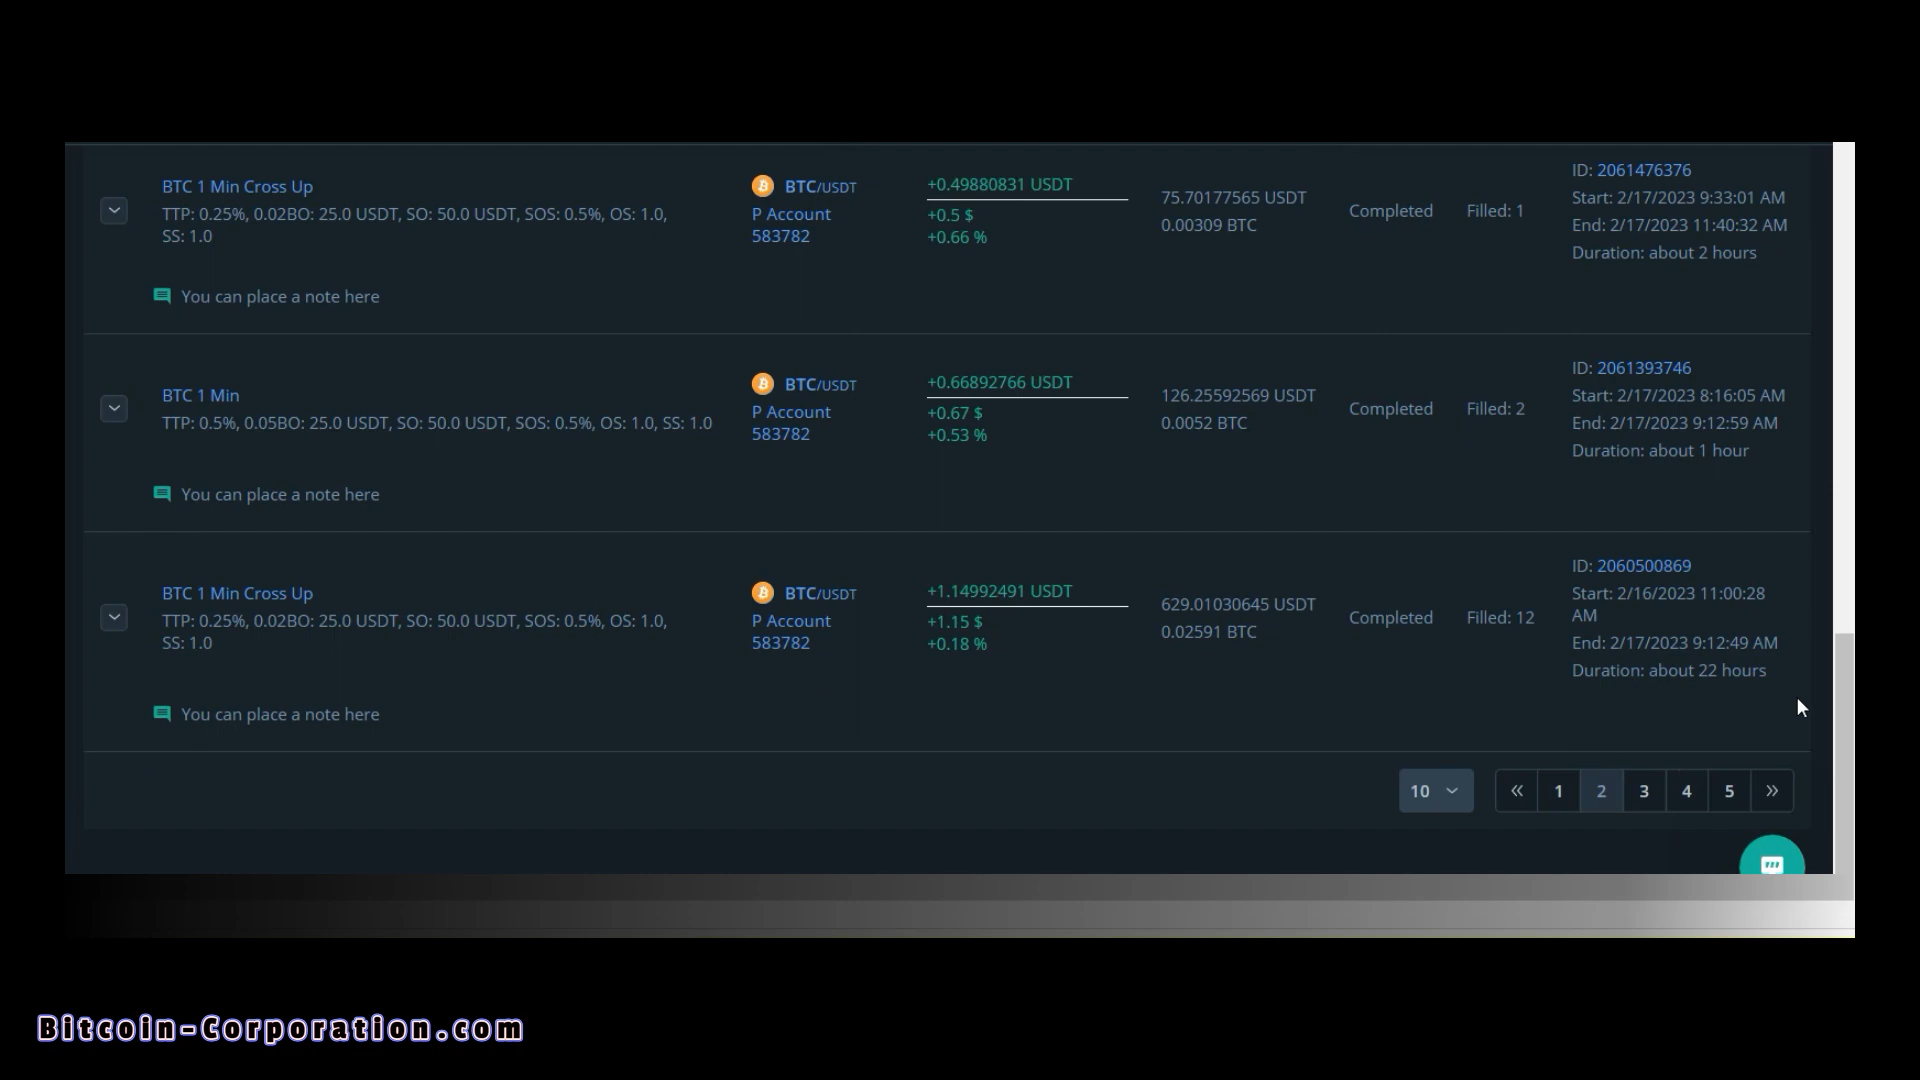 BTC 1 Min Cross Up
TTP: 0.25%, 0.02BO: 25.0 USDT, SO: 50.0 USDT, SOS: 0.5%, OS: 1.0,
SS: 1.0
You can place a note here
BTC/USDT
P Account
583782
+0.49880831 USDT
+0.5 $
+0.66 %
75.70177565 USDT
0.00309 BTC
Completed
Filled: 1
ID: 2061476376
Start: 2/17/2023 9:33:01 AM
End: 2/17/2023 11:40:32 AM
Duration: about 2 hours
BTC 1 Min
TTP: 0.5%, 0.05BO: 25.0 USDT, SO: 50.0 USDT, SOS: 0.5%, OS: 1.0, SS: 1.0
You can place a note here
BTC/USDT
P Account
583782
+0.66892766 USDT
+0.67 $
+0.53 %
126.25592569 USDT
0.0052 BTC
Completed
Filled: 2
ID: 2061393746
Start: 2/17/2023 8:16:05 AM
End: 2/17/2023 9:12:59 AM
Duration: about 1 hour
BTC 1 Min Cross Up
TTP: 0.25%, 0.02BO: 25.0 USDT, SO: 50.0 USDT, SOS: 0.5%, OS: 1.0,
SS: 1.0
You can place a note here
BTC/USDT
P Account
583782
+1.14992491 USDT
+1.15 $
+0.18 %
629.01030645 USDT
0.02591 BTC
Completed
Filled: 12
ID: 2060500869
Start: 2/16/2023 11:00:28
AM
End: 2/17/2023 9:12:49 AM
Duration: about 22 hours
10
« 1 2 3 4 5 »
Bitcoin-Corporation.com